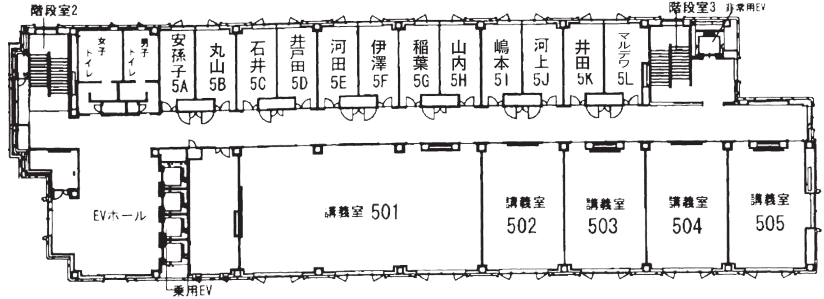 階段室2
階段室3
非常用EV
女子
トイレ
男子
トイレ
安孫子
5A
丸山
5B
石井
5C
井戸田
5D
河田
5E
伊澤
5F
稲葉
5G
山内
5H
嶋本
5I
河上
5J
井田
5K
マルデワ
5L
EVホール
乗用EV
講義室 501
講義室
502
講義室
503
講義室
504
講義室
505